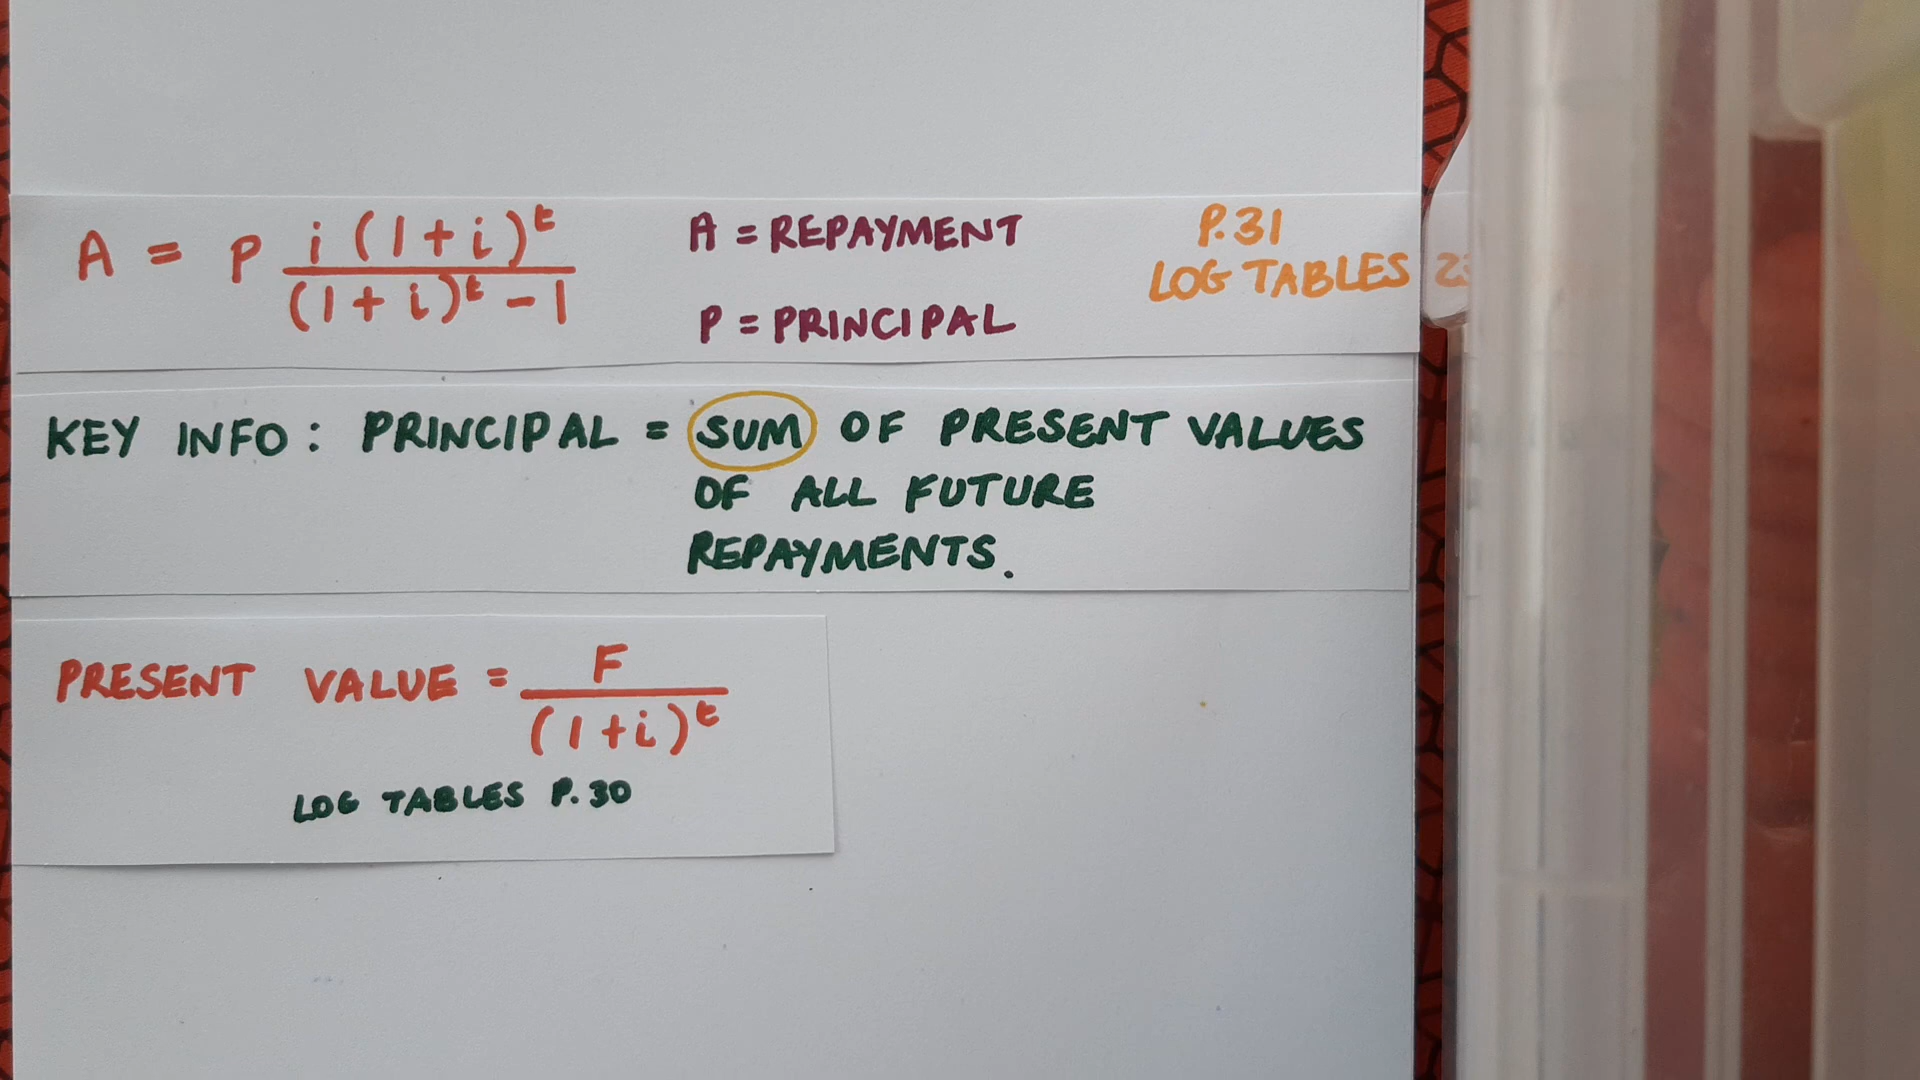 A = P i(1+i)^t / (1+i)^t - 1
A = REPAYMENT
P = PRINCIPAL
P.31
LOG TABLES
KEY INFO: PRINCIPAL = SUM OF PRESENT VALUES
OF ALL FUTURE
REPAYMENTS.
PRESENT VALUE = F / (1+i)^t
LOG TABLES P.30